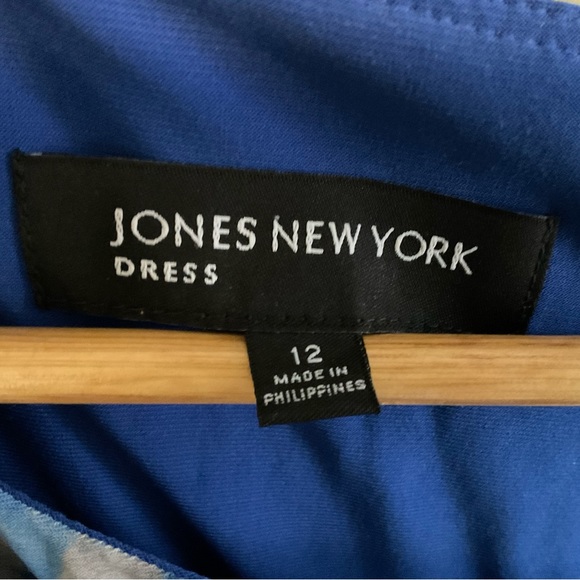 JONES NEW YORK
DRESS
12
MADE IN
PHILIPPINES